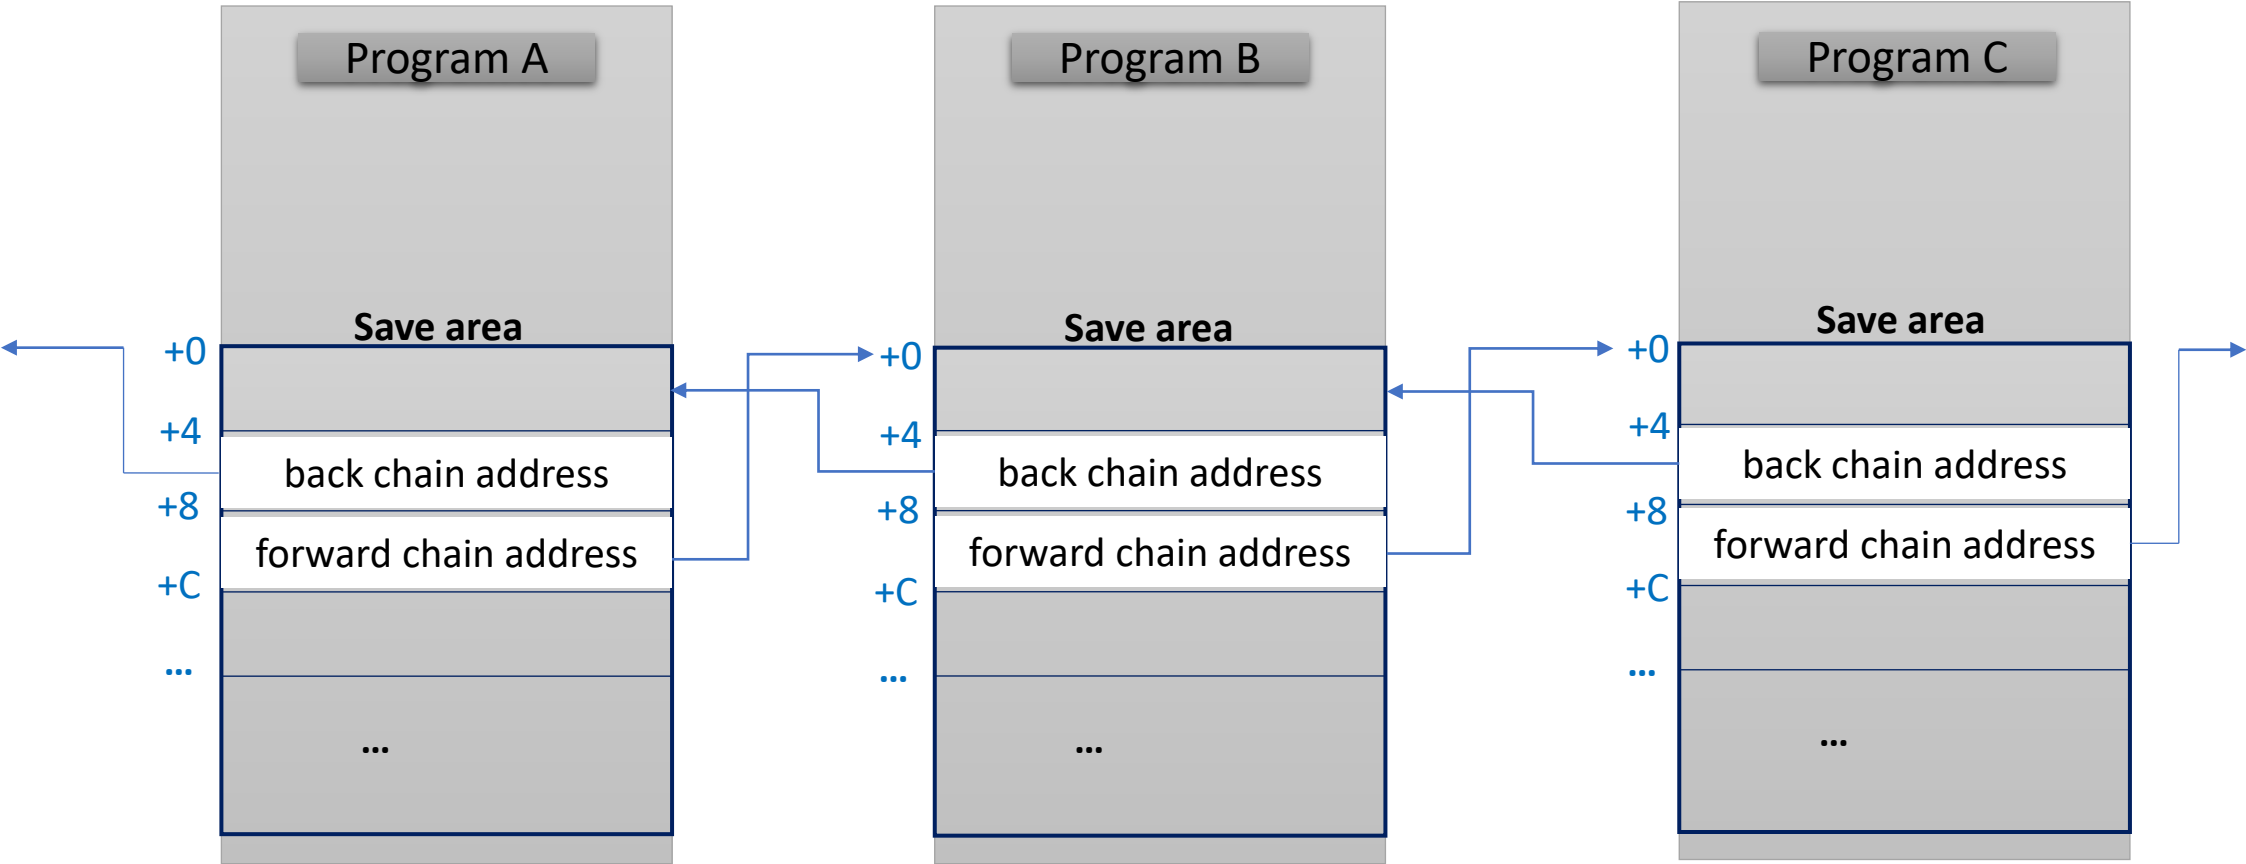 Program A
Save area
+0
+4
back chain address
+8
forward chain address
+C
...
...
Program B
Save area
+0
+4
back chain address
+8
forward chain address
+C
...
...
Program C
Save area
+0
+4
back chain address
+8
forward chain address
+C
...
...